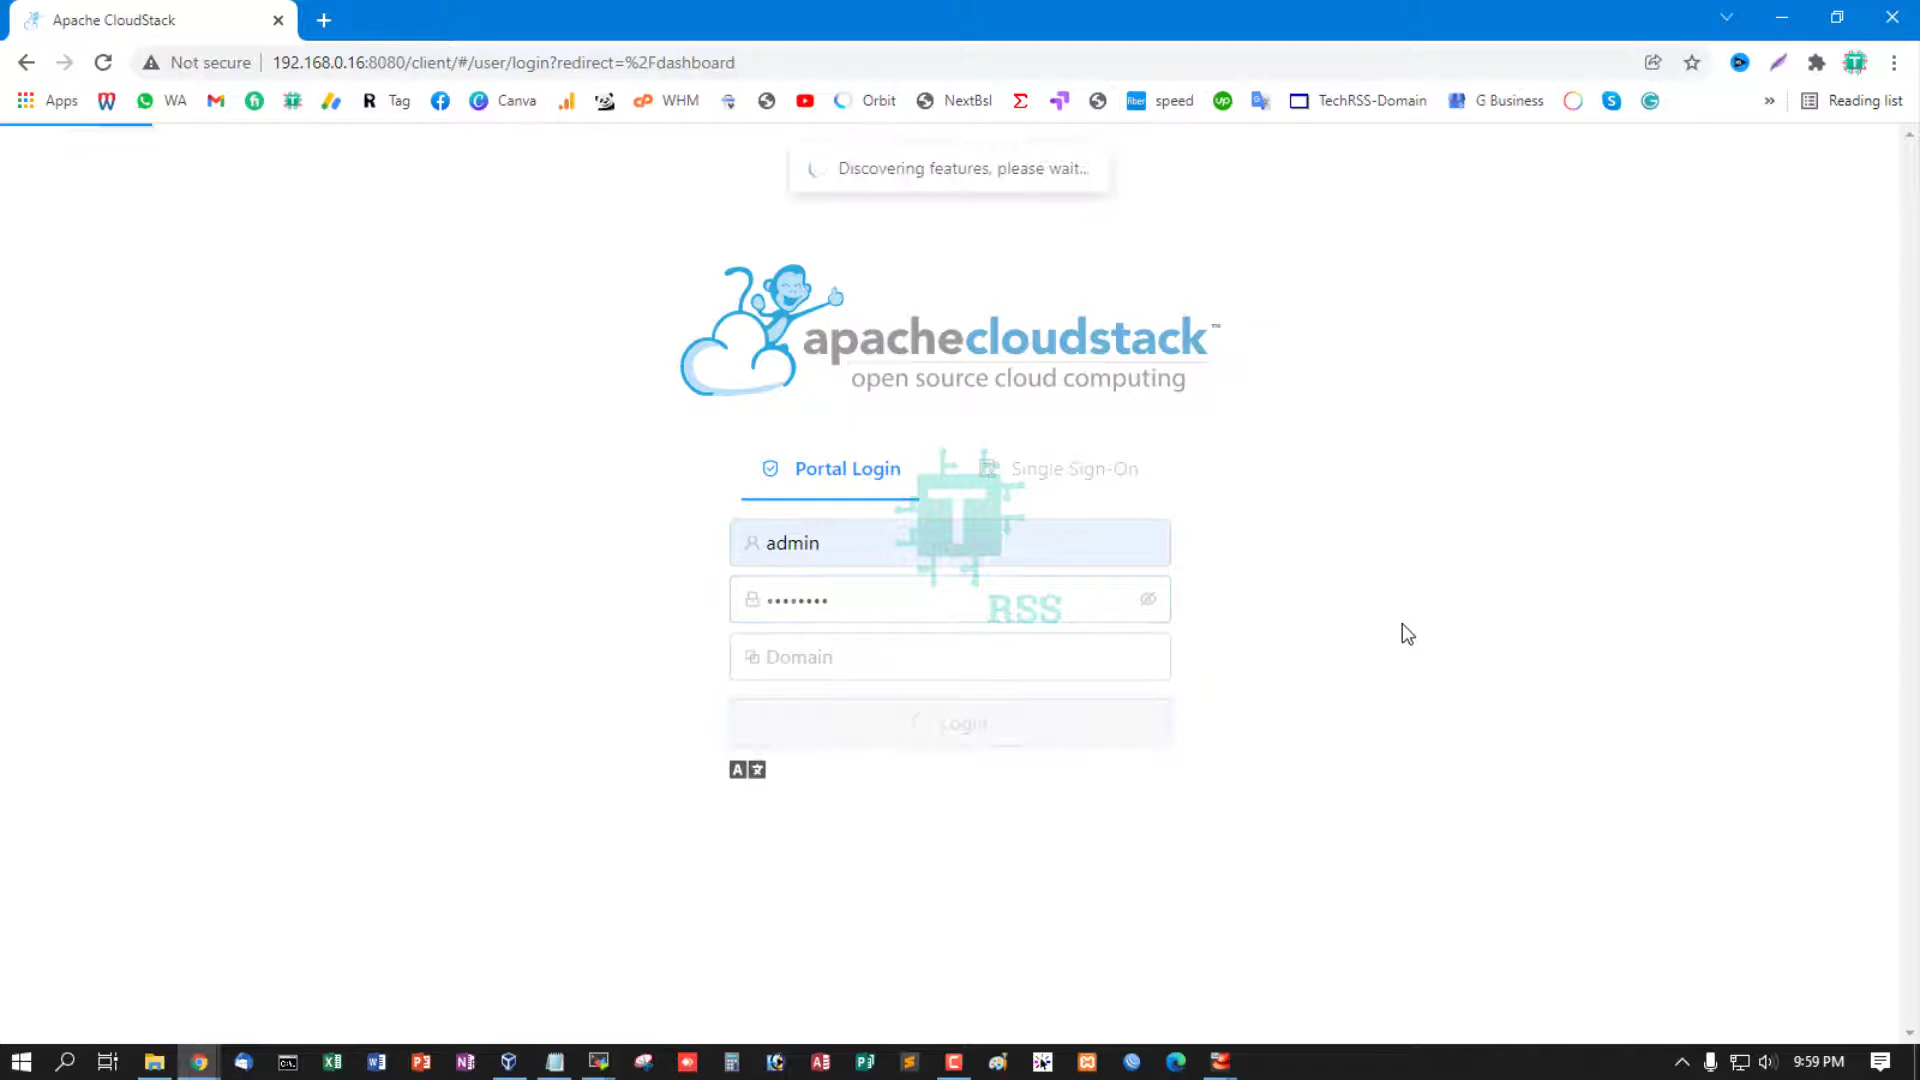 Apache CloudStack
Not secure
192.168.0.16:8080/client/#/user/login?redirect=%2Fdashboard
Apps
WA
Tag
Canva
WHM
Orbit
NextBsl
fiber
speed
TechRSS-Domain
G Business
»
Reading list
Discovering features, please wait...
apachecloudstack™
open source cloud computing
Portal Login
Single Sign-On
admin
••••••••
T
RSS
Domain
Login
9:59 PM